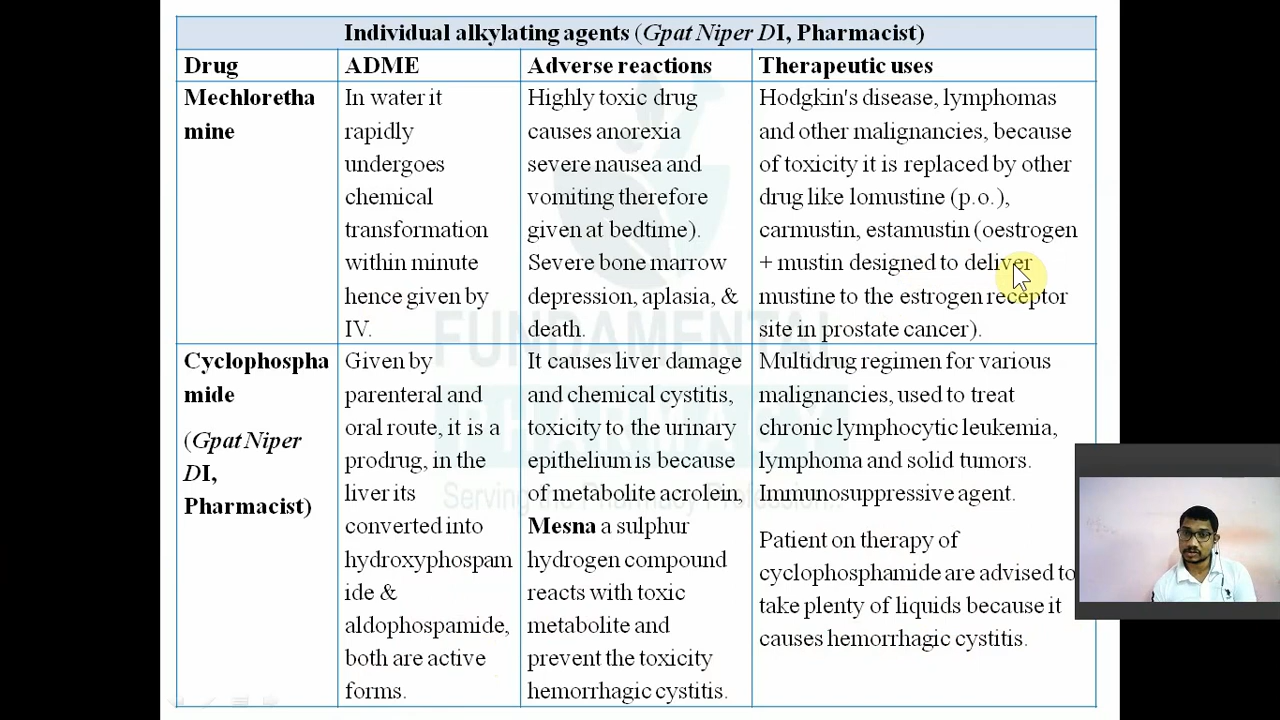 Individual alkylating agents (Gpat Niper DI, Pharmacist)
Drug
ADME
Adverse reactions
Therapeutic uses
Mechloretha
mine
In water it
rapidly
undergoes
chemical
transformation
within minute
hence given by
IV.
Highly toxic drug
causes anorexia
severe nausea and
vomiting therefore
given at bedtime).
Severe bone marrow
depression, aplasia, &
death.
Hodgkin's disease, lymphomas
and other malignancies, because
of toxicity it is replaced by other
drug like lomustine (p.o.),
carmustin, estamustin (oestrogen
+ mustin designed to deliver
mustine to the estrogen receptor
site in prostate cancer).
Cyclophospha
mide
(Gpat Niper
DI,
Pharmacist)
Given by
parenteral and
oral route, it is a
prodrug, in the
liver its
converted into
hydroxyphospam
ide &
aldophospamide,
both are active
forms.
It causes liver damage
and chemical cystitis,
toxicity to the urinary
epithelium is because
of metabolite acrolein,
Mesna a sulphur
hydrogen compound
reacts with toxic
metabolite and
prevent the toxicity
hemorrhagic cystitis.
Multidrug regimen for various
malignancies, used to treat
chronic lymphocytic leukemia,
lymphoma and solid tumors.
Immunosuppressive agent.
Patient on therapy of
cyclophosphamide are advised to
take plenty of liquids because it
causes hemorrhagic cystitis.
FUNDAMENTAL
PHARMACY
Serving the Pharmacy Profession..